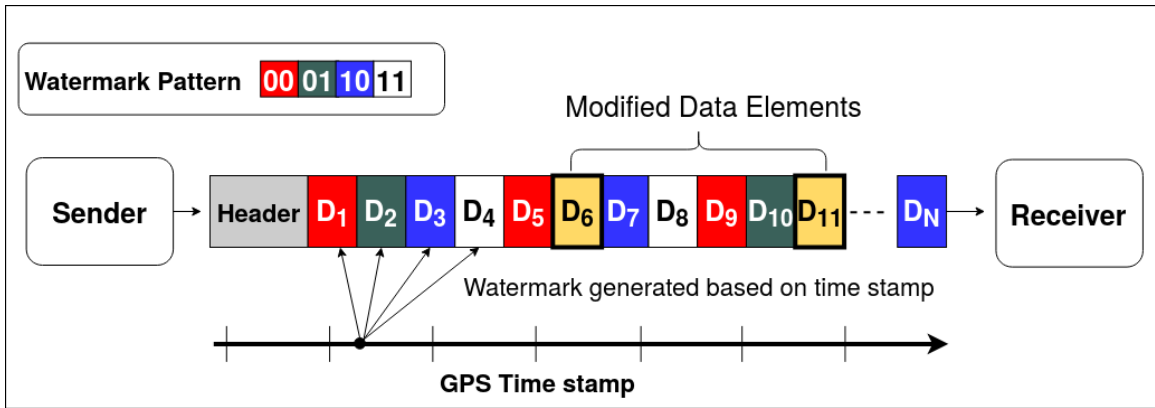 Watermark Pattern 00 01 10 11
Modified Data Elements
Sender
Header D1 D2 D3 D4 D5 D6 D7 D8 D9 D10 D11 --- DN
Receiver
Watermark generated based on time stamp
GPS Time stamp